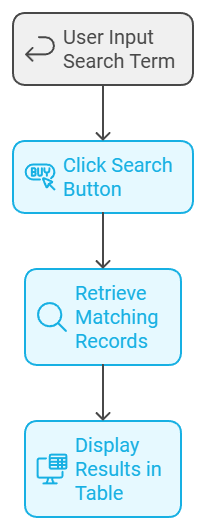 User Input
Search Term
BUY
Click Search
Button
Retrieve
Matching
Records
Display
Results in
Table